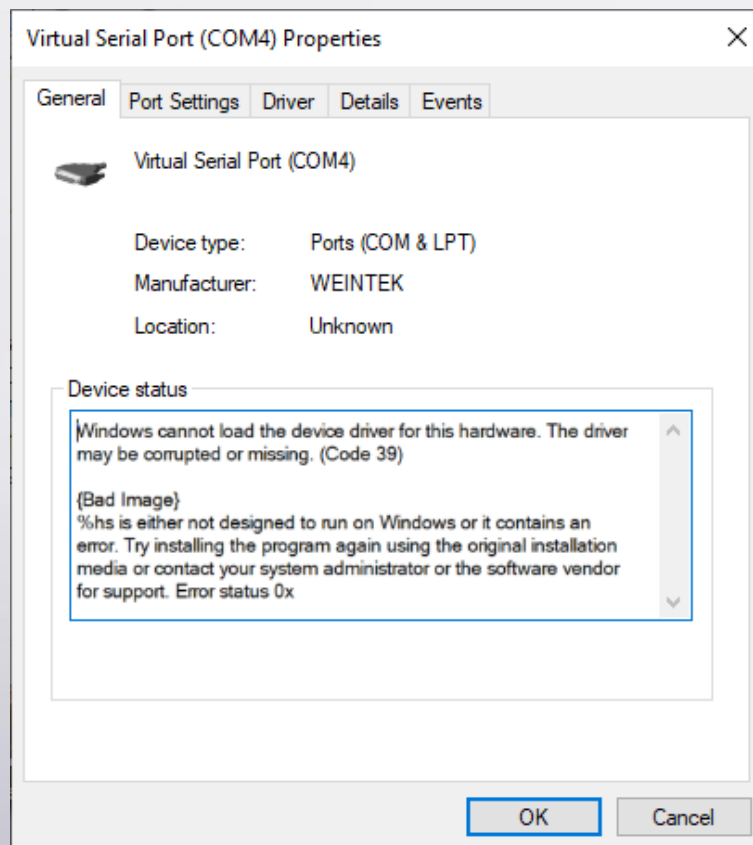 Virtual Serial Port (COM4) Properties
General Port Settings Driver Details Events
Virtual Serial Port (COM4)
Device type: Ports (COM & LPT)
Manufacturer: WEINTEK
Location: Unknown
Device status
Windows cannot load the device driver for this hardware. The driver
may be corrupted or missing. (Code 39)
{Bad Image}
%hs is either not designed to run on Windows or it contains an
error. Try installing the program again using the original installation
media or contact your system administrator or the software vendor
for support. Error status 0x
OK Cancel